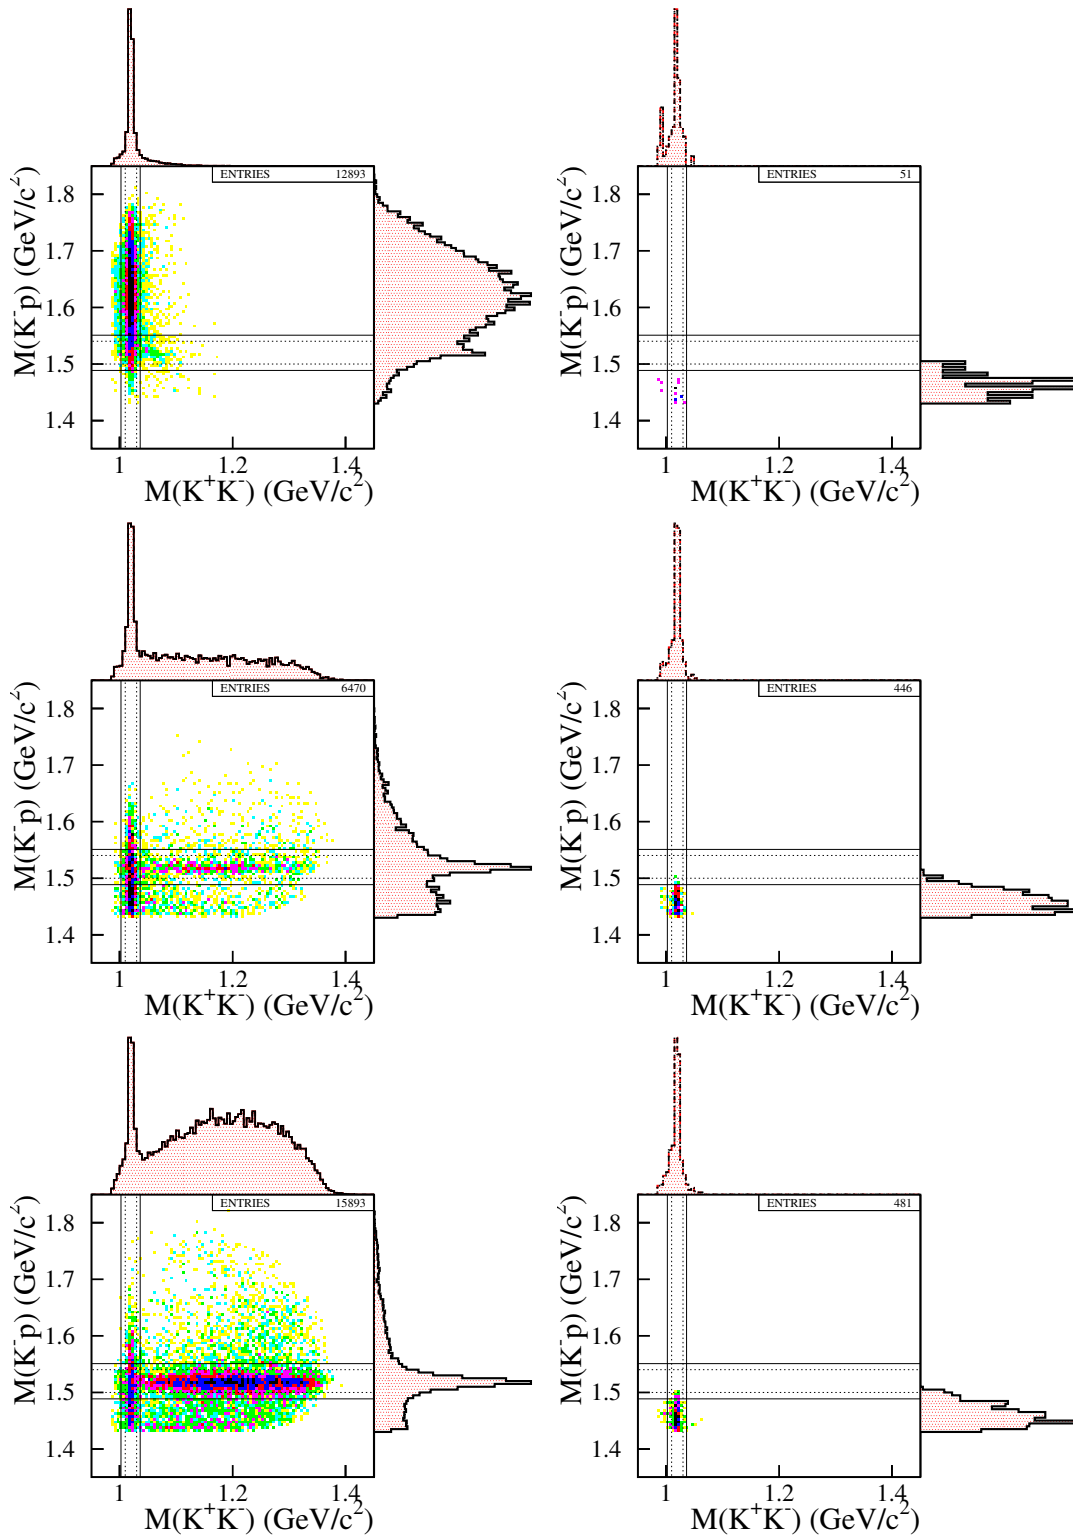 ENTRIES 12893
M(K⁻p) (GeV/c²)
1.8
1.7
1.6
1.5
1.4
1 1.2 1.4
M(K⁺K⁻) (GeV/c²)
ENTRIES 51
M(K⁻p) (GeV/c²)
1.8
1.7
1.6
1.5
1.4
1 1.2 1.4
M(K⁺K⁻) (GeV/c²)
ENTRIES 6470
M(K⁻p) (GeV/c²)
1.8
1.7
1.6
1.5
1.4
1 1.2 1.4
M(K⁺K⁻) (GeV/c²)
ENTRIES 446
M(K⁻p) (GeV/c²)
1.8
1.7
1.6
1.5
1.4
1 1.2 1.4
M(K⁺K⁻) (GeV/c²)
ENTRIES 15893
M(K⁻p) (GeV/c²)
1.8
1.7
1.6
1.5
1.4
1 1.2 1.4
M(K⁺K⁻) (GeV/c²)
ENTRIES 481
M(K⁻p) (GeV/c²)
1.8
1.7
1.6
1.5
1.4
1 1.2 1.4
M(K⁺K⁻) (GeV/c²)